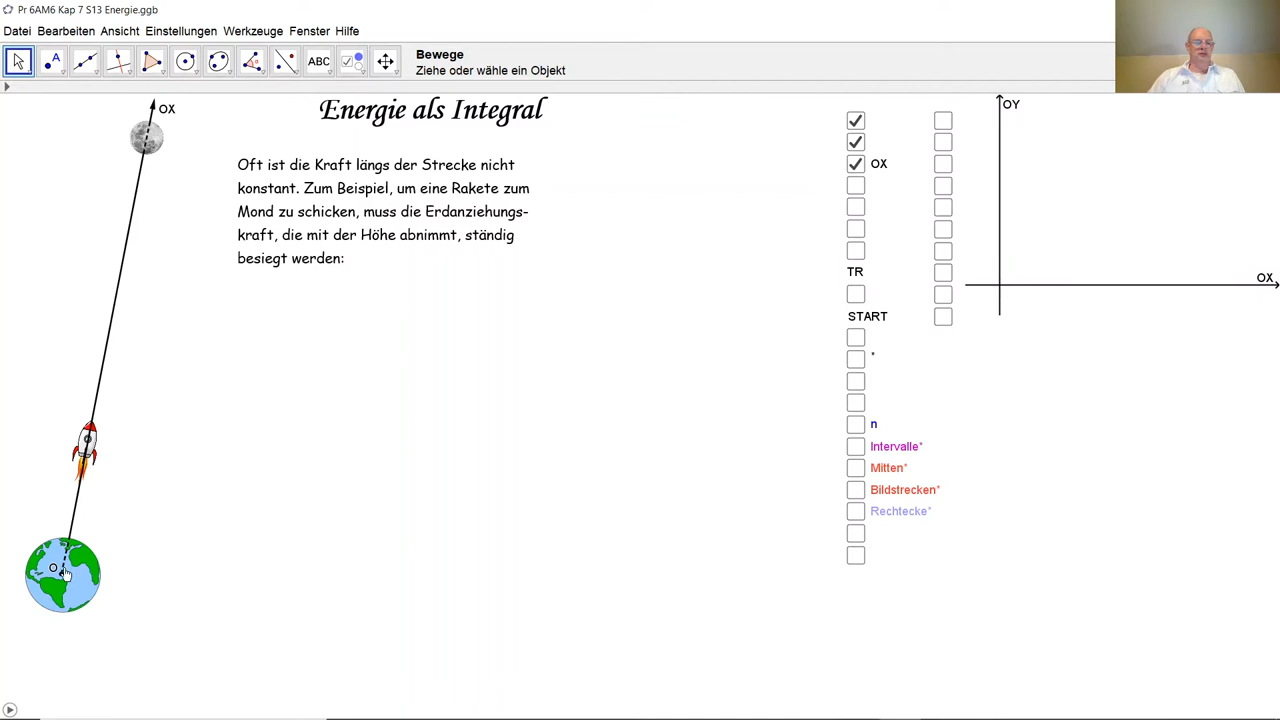 Pr 6AM6 Kap 7 S13 Energie.ggb
Datei Bearbeiten Ansicht Einstellungen Werkzeuge Fenster Hilfe
A
ABC
Bewege
Ziehe oder wähle ein Objekt
OX
Energie als Integral
Oft ist die Kraft längs der Strecke nicht
konstant. Zum Beispiel, um eine Rakete zum
Mond zu schicken, muss die Erdanziehungs-
kraft, die mit der Höhe abnimmt, ständig
besiegt werden:
O
OX
TR
START
*
n
Intervalle*
Mitten*
Bildstrecken*
Rechtecke*
OY
OX